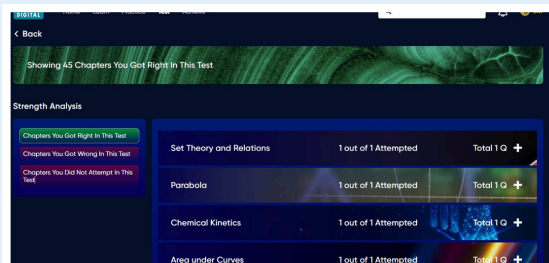 DIGITAL Home Learn Practice Test Achieve
< Back
Showing 45 Chapters You Got Right In This Test
Strength Analysis
Chapters You Got Right In This Test
Chapters You Got Wrong In This Test
Chapters You Did Not Attempt In This
Test
Set Theory and Relations 1 out of 1 Attempted Total 1 Q +
Parabola 1 out of 1 Attempted Total 1 Q +
Chemical Kinetics 1 out of 1 Attempted Total 1 Q +
Area under Curves 1 out of 1 Attempted Total 1 Q +